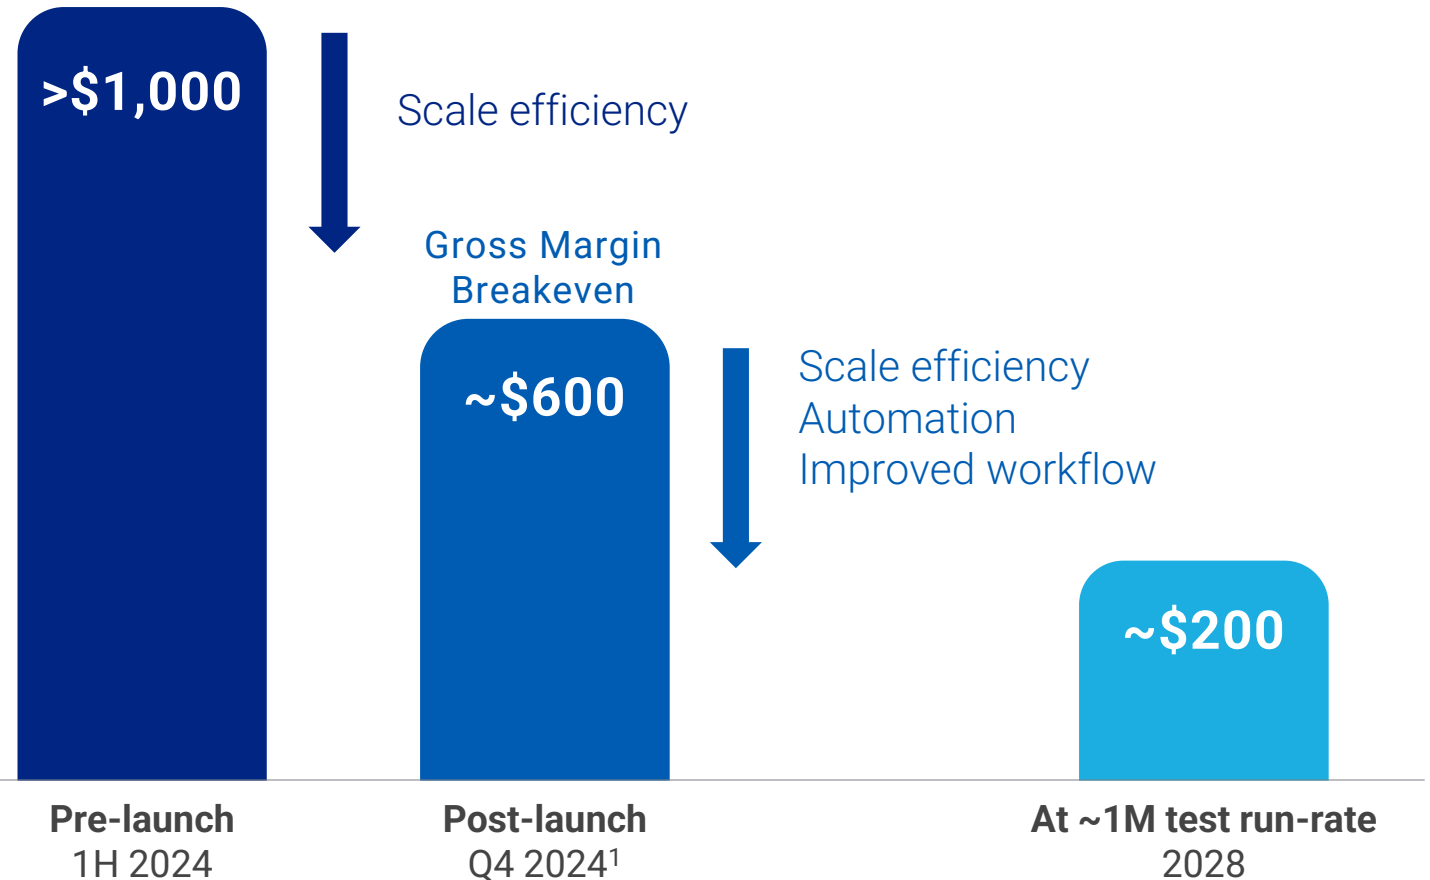 >$1,000
Scale efficiency
Gross Margin
Breakeven
~$600
Scale efficiency
Automation
Improved workflow
~$200
Pre-launch
1H 2024
Post-launch
Q4 2024¹
At ~1M test run-rate
2028